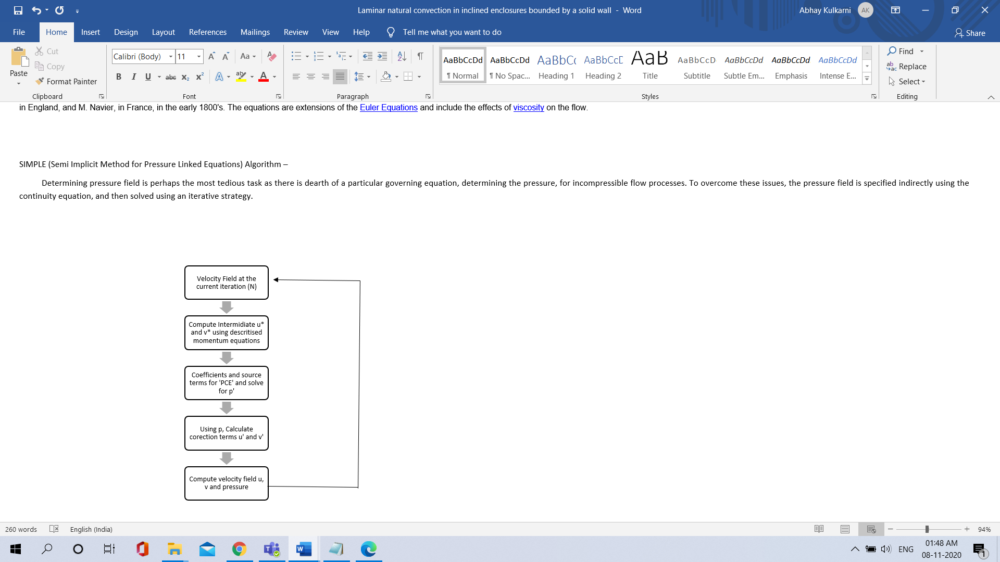 Laminar natural convection in inclined enclosures bounded by a solid wall - Word
Abhay Kulkarni
AK
File
Home
Insert
Design
Layout
References
Mailings
Review
View
Help
Tell me what you want to do
Share
Paste
Cut
Copy
Format Painter
Clipboard
Calibri (Body)
11
Font
Paragraph
AaBbCcDd
¶ Normal
AaBbCcDd
¶ No Spac...
AaBbCc
Heading 1
AaBbCcE
Heading 2
AaB
Title
AaBbCcD
Subtitle
AaBbCcDd
Subtle Em...
AaBbCcDd
Emphasis
AaBbCcDd
Intense E...
Styles
Find
Replace
Select
Editing
in England, and M. Navier, in France, in the early 1800's. The equations are extensions of the Euler Equations and include the effects of viscosity on the flow.
SIMPLE (Semi Implicit Method for Pressure Linked Equations) Algorithm –
Determining pressure field is perhaps the most tedious task as there is dearth of a particular governing equation, determining the pressure, for incompressible flow processes. To overcome these issues, the pressure field is specified indirectly using the
continuity equation, and then solved using an iterative strategy.
Velocity Field at the
current iteration (N)
Compute Intermidiate u*
and v* using descritised
momentum equations
Coefficients and source
terms for 'PCE' and solve
for p'
Using p, Calculate
corection terms u' and v'
Compute velocity field u,
v and pressure
260 words
English (India)
94%
ENG
01:48 AM
08-11-2020
1